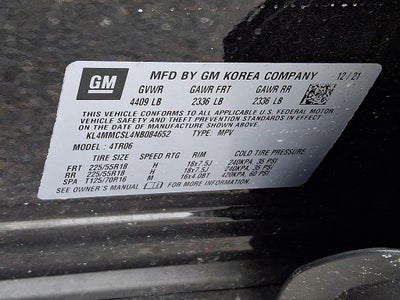 GM
MFD BY GM KOREA COMPANY 12/21
GVWR GAWR FRT GAWR RR
4409 LB 2336 LB 2336 LB
THIS VEHICLE CONFORMS TO ALL APPLICABLE U.S. FEDERAL MOTOR
VEHICLE SAFETY AND THEFT PREVENTION STANDARDS IN EFFECT
ON THE DATE OF MANUFACTURE SHOWN ABOVE.
KL4MMCSL4NB084652 TYPE: MPV
MODEL: 4TR06
TIRE SIZE SPEED RTG RIM COLD TIRE PRESSURE
FRT 225/55R18 H 18x7.5J 240KPA, 35 PSI
RR 225/55R18 H 18x7.5J 240KPA, 35 PSI
SPA T125/70R16 M 16x4.0BT 420KPA, 60 PSI
SEE OWNER'S MANUAL FOR MORE INFORMATION.